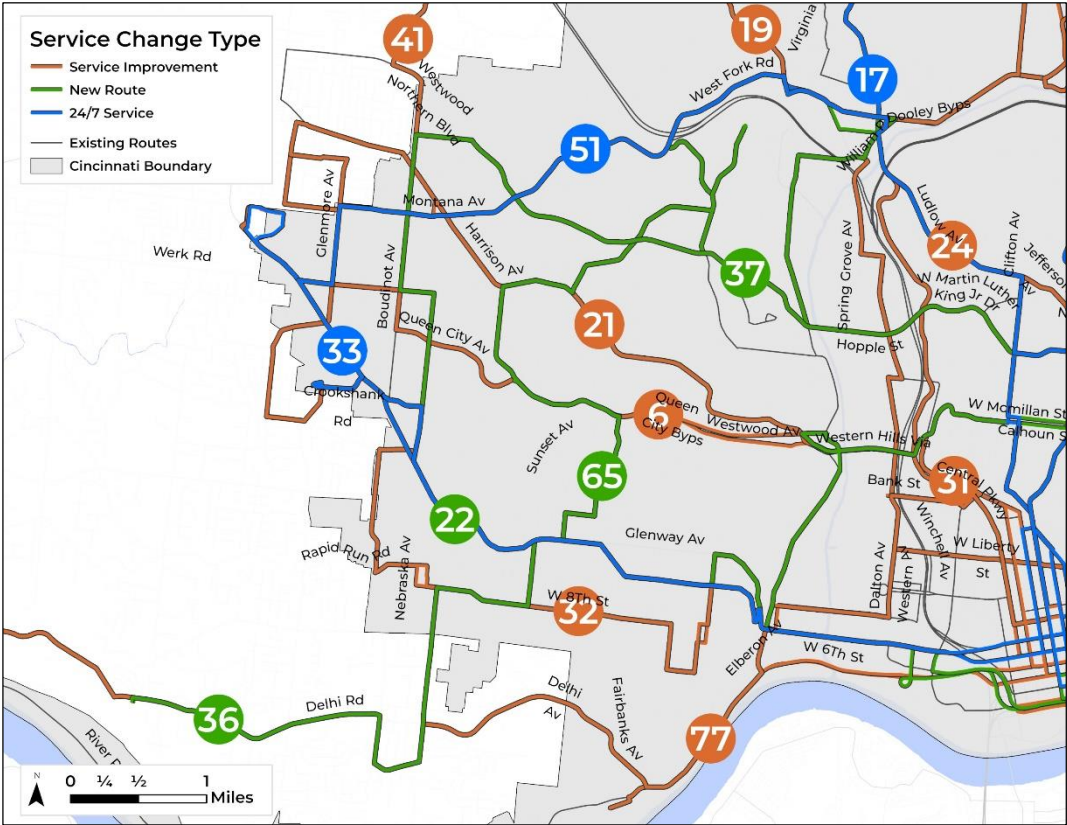 Service Change Type
Service Improvement
New Route
24/7 Service
Existing Routes
Cincinnati Boundary
41
19
17
Westwood
Northern Blvd
West Fork Rd
Virginia
William P Dooley Byps
51
Montana Av
Glenmore Av
Harrison Av
Werk Rd
Boudinot Av
Ludlow Av
24
Clifton Av
Jefferson
Av
W Martin Luther
King Jr Dr
37
Spring Grove Av
21
Hopple St
Queen City Av
33
Crookshank
Rd
6
Queen
City Byps
Westwood Av
W Mcmillan St
Calhoun S
Western Hills Via
Sunset Av
65
Bank St
31
Central Pkwy
22
Glenway Av
Winchell Av
W Liberty
St
Rapid Run Rd
Nebraska Av
Dalton Av
Western Av
W 8Th St
32
Elberon Av
W 6Th St
Delhi Rd
36
Delhi
Av
Fairbanks Av
77
River R
N
0 ¼ ½ 1
Miles